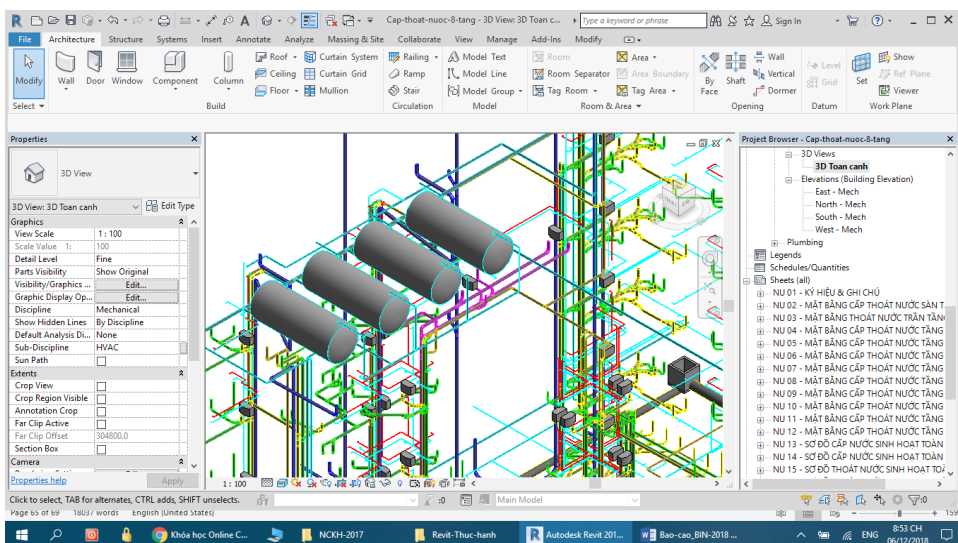 Cap-thoat-nuoc-8-tang - 3D View: 3D Toan c...
Type a keyword or phrase
Sign In
File Architecture Structure Systems Insert Annotate Analyze Massing & Site Collaborate View Manage Add-Ins Modify
Modify
Wall
Door
Window
Component
Column
Roof
Ceiling
Floor
Curtain System
Curtain Grid
Mullion
Railing
Ramp
Stair
Model Text
Model Line
Model Group
Room
Room Separator
Tag Room
Area
Area Boundary
Tag Area
By Face
Shaft
Wall
Vertical
Dormer
Level
Grid
Set
Show
Ref Plane
Viewer
Select
Build
Circulation
Model
Room & Area
Opening
Datum
Work Plane
Properties
3D View
3D View: 3D Toan canh
Edit Type
Graphics
View Scale 1 : 100
Scale Value 1: 100
Detail Level Fine
Parts Visibility Show Original
Visibility/Graphics ... Edit...
Graphic Display Op... Edit...
Discipline Mechanical
Show Hidden Lines By Discipline
Default Analysis Di... None
Sub-Discipline HVAC
Sun Path
Extents
Crop View
Crop Region Visible
Annotation Crop
Far Clip Active
Far Clip Offset 304800.0
Section Box
Camera
Properties help
Apply
1 : 100
Project Browser - Cap-thoat-nuoc-8-tang
3D Views
3D Toan canh
Elevations (Building Elevation)
East - Mech
North - Mech
South - Mech
West - Mech
Plumbing
Legends
Schedules/Quantities
Sheets (all)
NU 01 - KÝ HIỆU & GHI CHÚ
NU 02 - MẶT BẰNG CẤP THOÁT NƯỚC SÀN T
NU 03 - MẶT BẰNG THOÁT NƯỚC TRẦN TẦN
NU 04 - MẶT BẰNG CẤP THOÁT NƯỚC TẦNG
NU 05 - MẶT BẰNG CẤP THOÁT NƯỚC TẦNG
NU 06 - MẶT BẰNG CẤP THOÁT NƯỚC TẦNG
NU 07 - MẶT BẰNG CẤP THOÁT NƯỚC TẦNG
NU 08 - MẶT BẰNG CẤP THOÁT NƯỚC TẦNG
NU 09 - MẶT BẰNG CẤP THOÁT NƯỚC TẦNG
NU 10 - MẶT BẰNG CẤP THOÁT NƯỚC TẦNG
NU 11 - MẶT BẰNG CẤP THOÁT NƯỚC TẦNG
NU 12 - MẶT BẰNG CẤP THOÁT NƯỚC TẦNG
NU 13 - SƠ ĐỒ CẤP NƯỚC SINH HOẠT TOÀN
NU 14 - SƠ ĐỒ CẤP NƯỚC SINH HOẠT TOÀN
NU 15 - SƠ ĐỒ THOÁT NƯỚC SINH HOẠT TOÀ
Click to select, TAB for alternates, CTRL adds, SHIFT unselects.
:0
Main Model
:0
Page 65 of 69 18037 words English (United States)
159
Khóa học Online C...
NCKH-2017
Revit-Thuc-hanh
Autodesk Revit 201...
Bao-cao_BIN-2018 ...
ENG
8:53 CH
06/12/2018